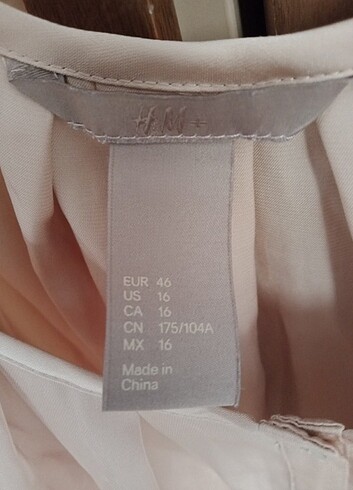 H&M+
EUR 46
US 16
CA 16
CN 175/104A
MX 16
Made in
China